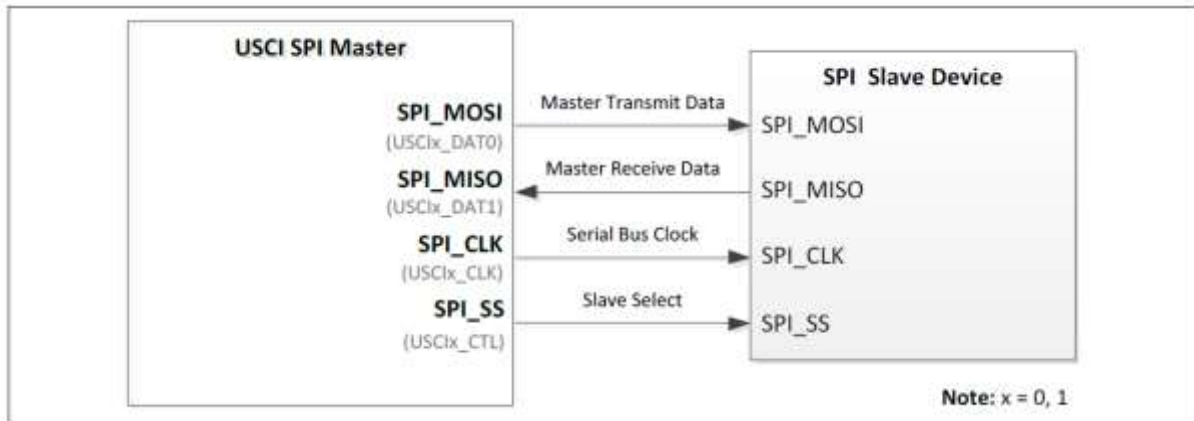 USCI SPI Master
SPI_MOSI
(USCIx_DAT0)
SPI_MISO
(USCIx_DAT1)
SPI_CLK
(USCIx_CLK)
SPI_SS
(USCIx_CTL)
Master Transmit Data
Master Receive Data
Serial Bus Clock
Slave Select
SPI Slave Device
SPI_MOSI
SPI_MISO
SPI_CLK
SPI_SS
Note: x = 0, 1